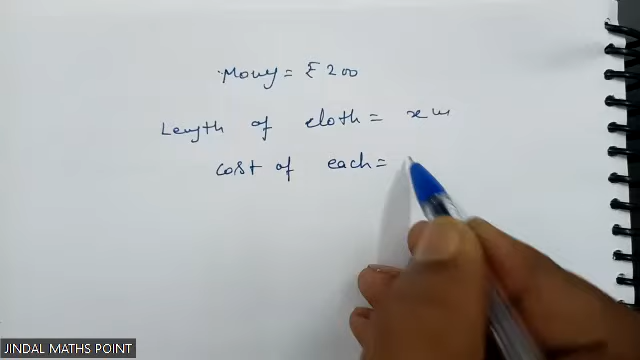 Money = ₹ 200
Length of cloth = x m
cost of each =
JINDAL MATHS POINT